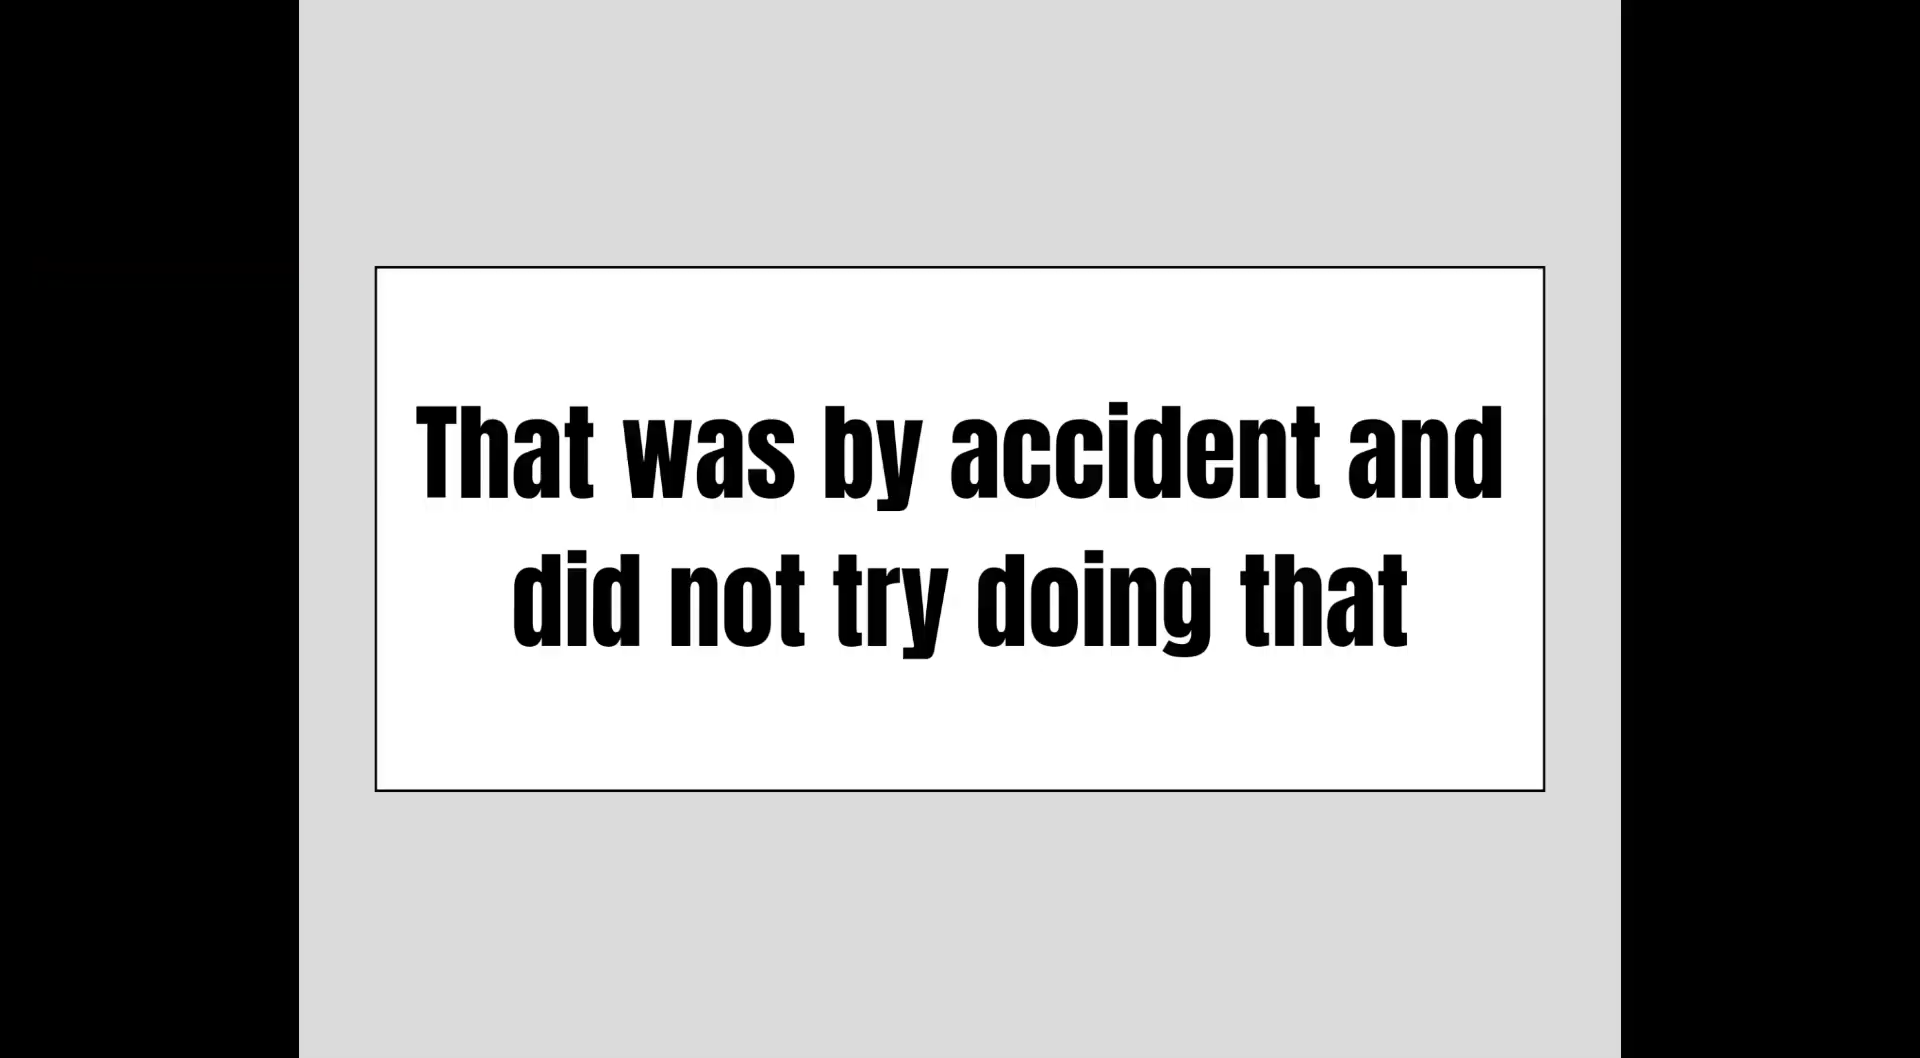 That was by accident and
did not try doing that